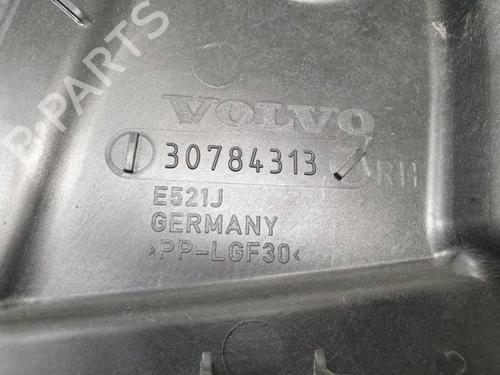 B-PARTS
VOLVO
30784313 RH
E521J
GERMANY
>PP-LGF30<